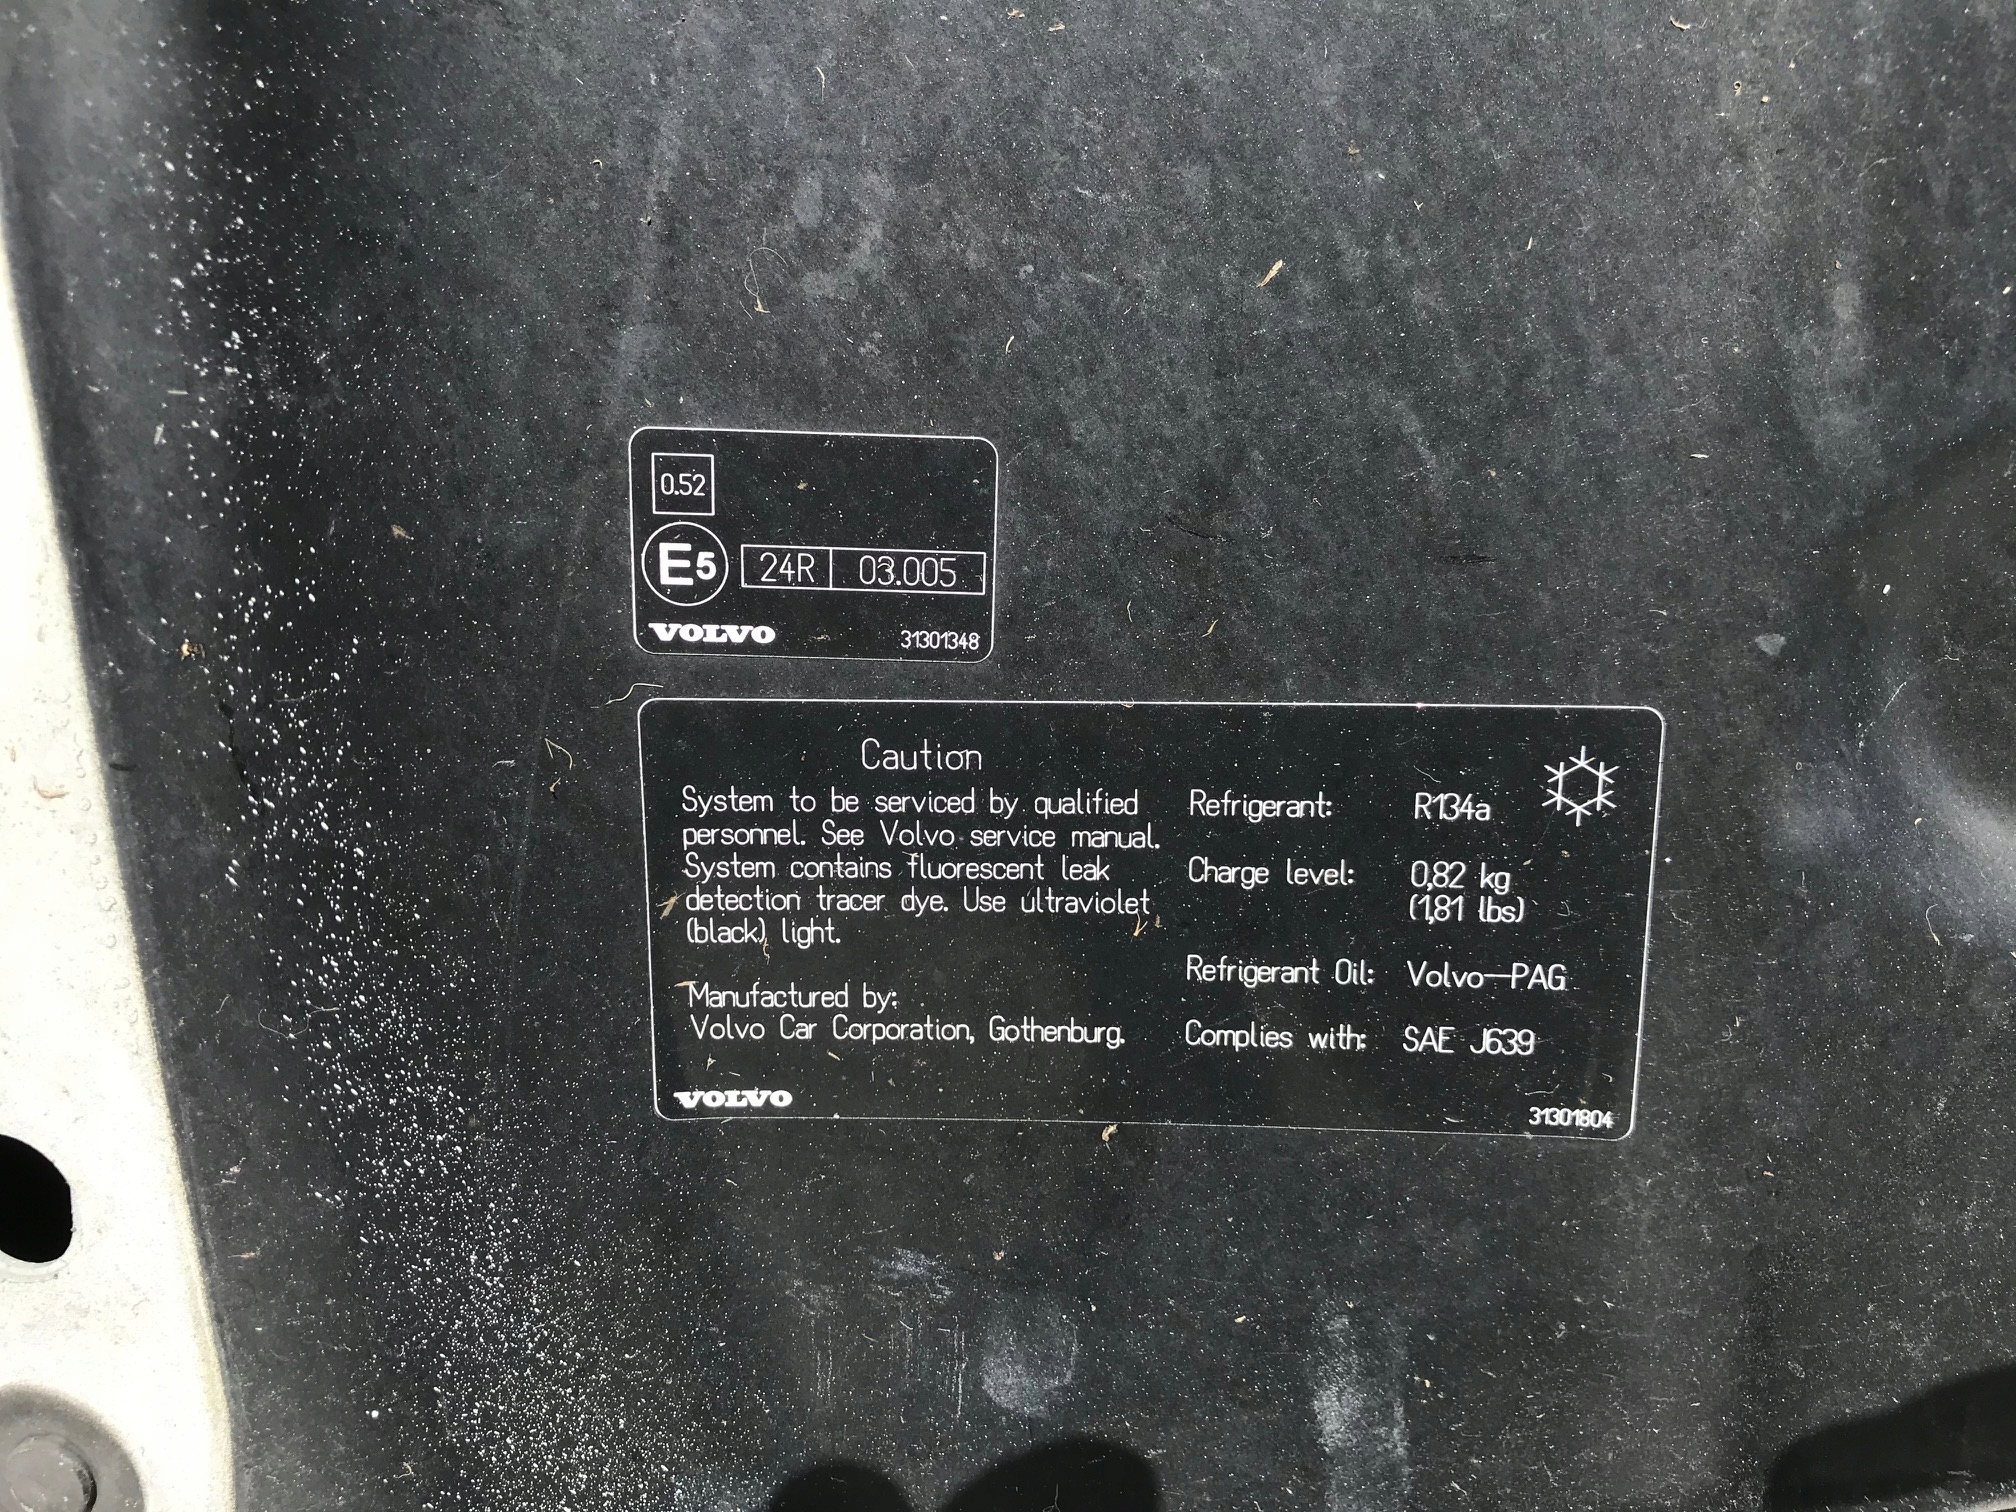 0.52
E5 24R 03.005
VOLVO 31301348
Caution
System to be serviced by qualified
personnel. See Volvo service manual.
System contains fluorescent leak
detection tracer dye. Use ultraviolet
(black) light.
Manufactured by:
Volvo Car Corporation, Gothenburg.
VOLVO
Refrigerant: R134a
Charge level: 0,82 kg
(1,81 lbs)
Refrigerant Oil: Volvo-PAG
Complies with: SAE J639
31301804